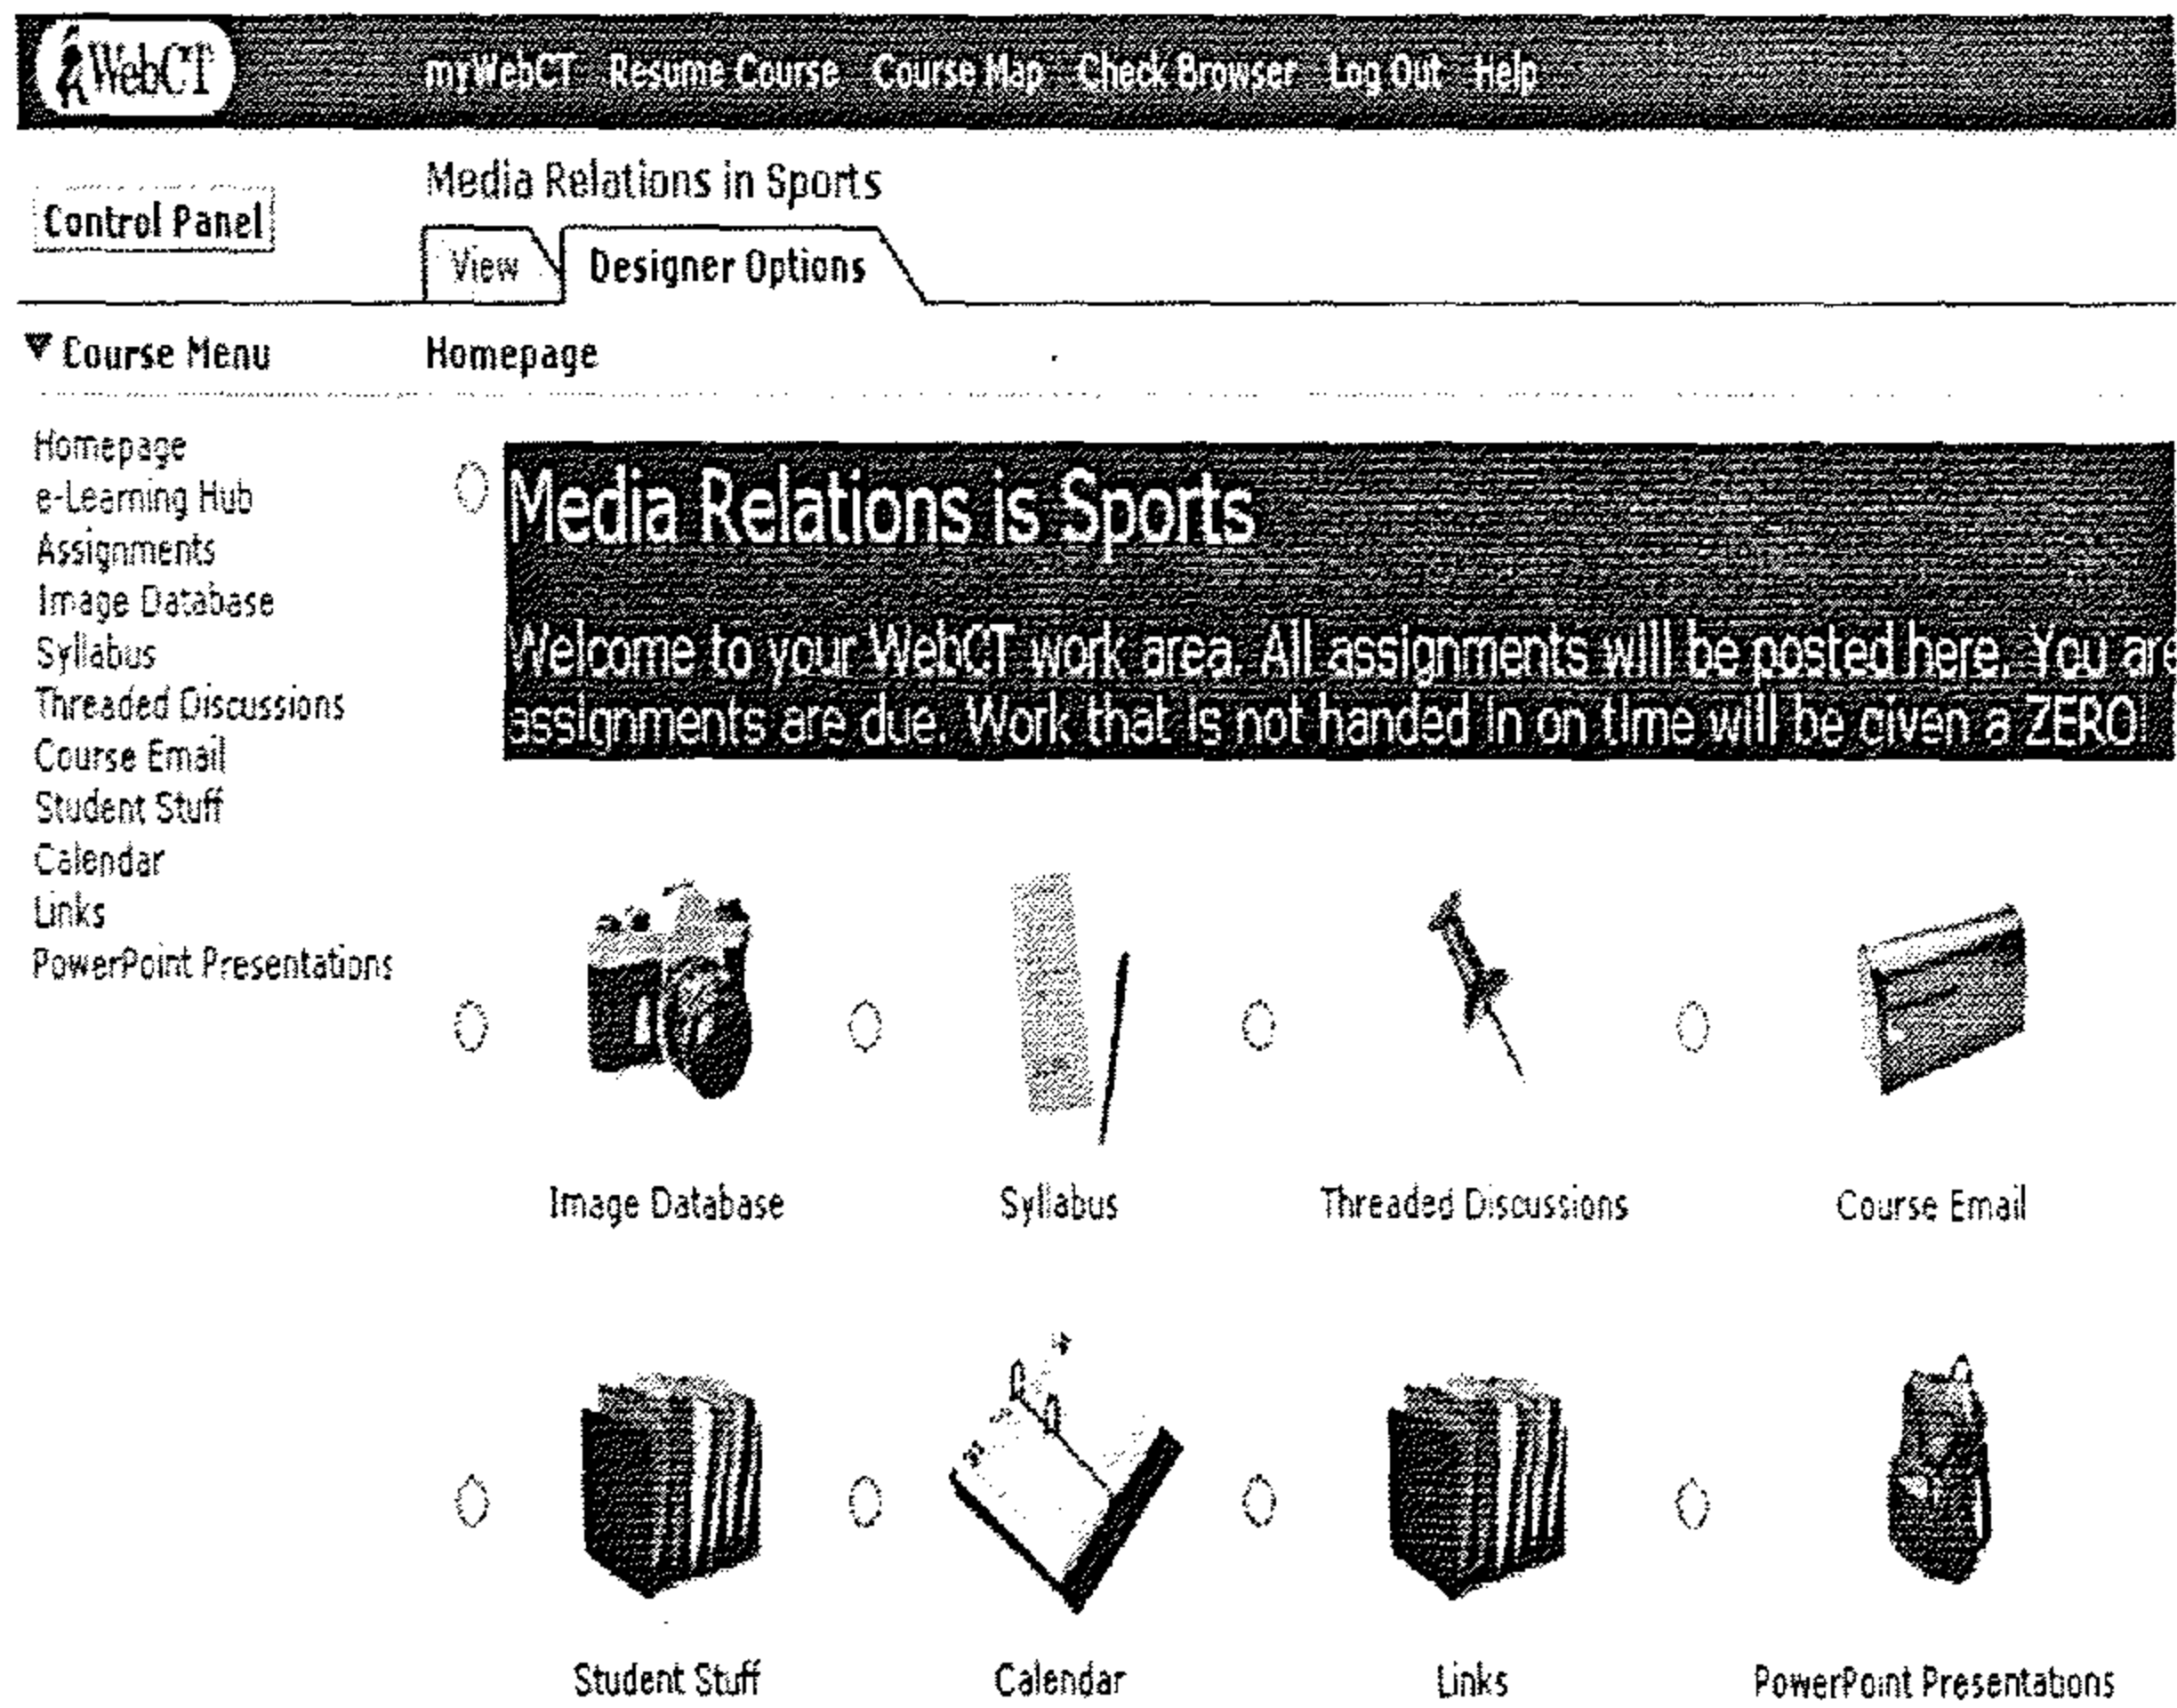 WebCT
myWebCT Resume Course Course Map Check Browser Log Out Help
Control Panel
Media Relations in Sports
View Designer Options
Course Menu
Homepage
Homepage
e-Learning Hub
Assignments
Image Database
Syllabus
Threaded Discussions
Course Email
Student Stuff
Calendar
Links
PowerPoint Presentations
Media Relations is Sports
Welcome to your WebCT work area. All assignments will be posted here. You are
assignments are due. Work that is not handed in on time will be given a ZERO!
Image Database Syllabus Threaded Discussions Course Email
Student Stuff Calendar Links PowerPoint Presentations